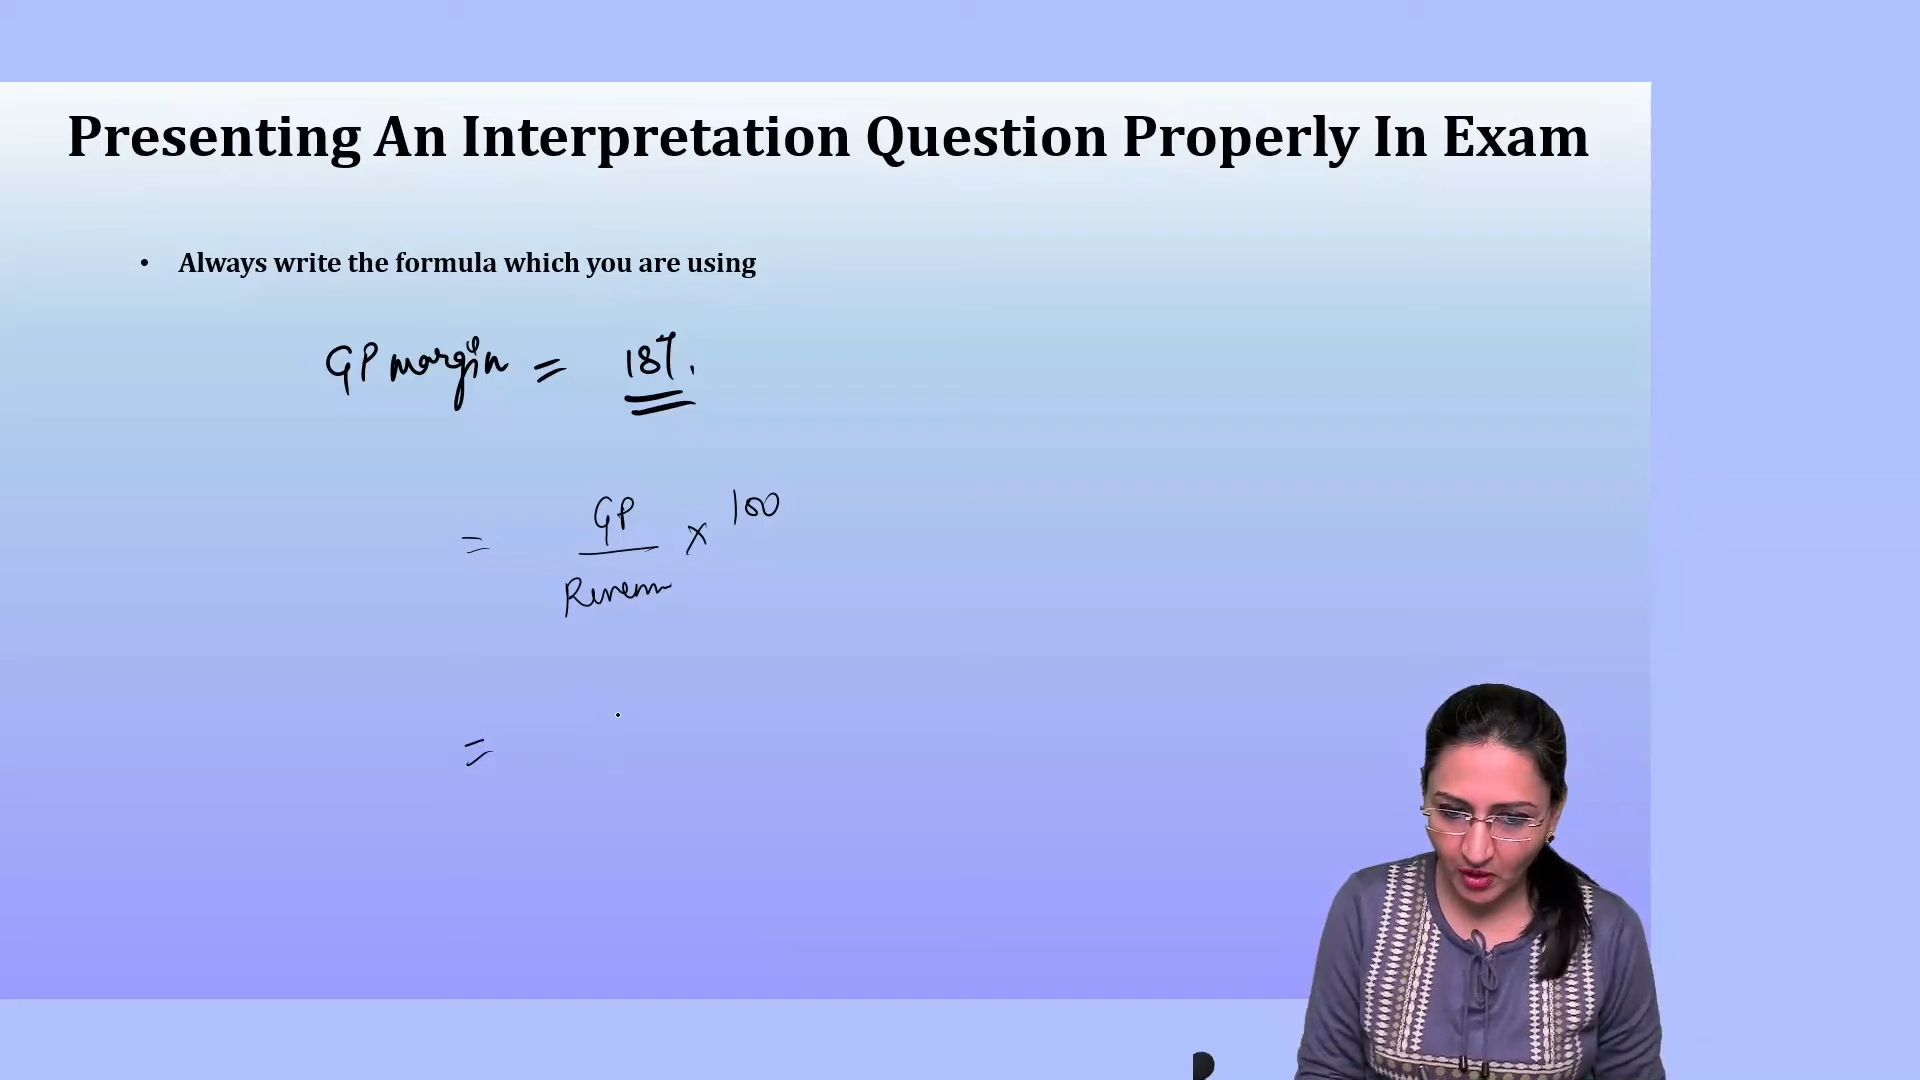 Presenting An Interpretation Question Properly In Exam
• Always write the formula which you are using
GP margin = 18%.
= GP / × 100
=